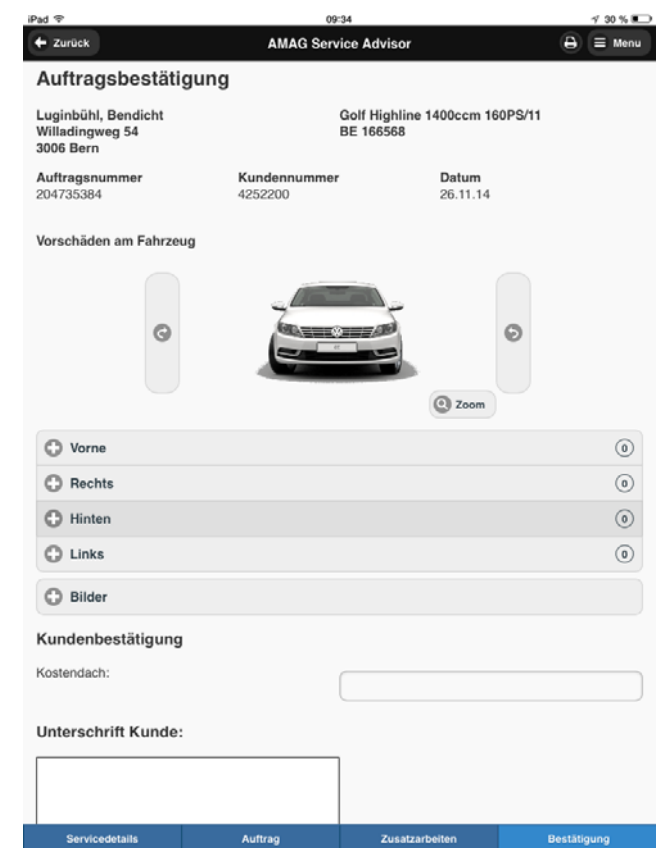 iPad 09:34 30 %
Zurück AMAG Service Advisor Menu
Auftragsbestätigung
Luginbühl, Bendicht Golf Highline 1400ccm 160PS/11
Willadingweg 54 BE 166568
3006 Bern
Auftragsnummer Kundennummer Datum
204735384 4252200 26.11.14
Vorschäden am Fahrzeug
Zoom
Vorne 0
Rechts 0
Hinten 0
Links 0
Bilder
Kundenbestätigung
Kostendach:
Unterschrift Kunde:
Servicedetails Auftrag Zusatzarbeiten Bestätigung